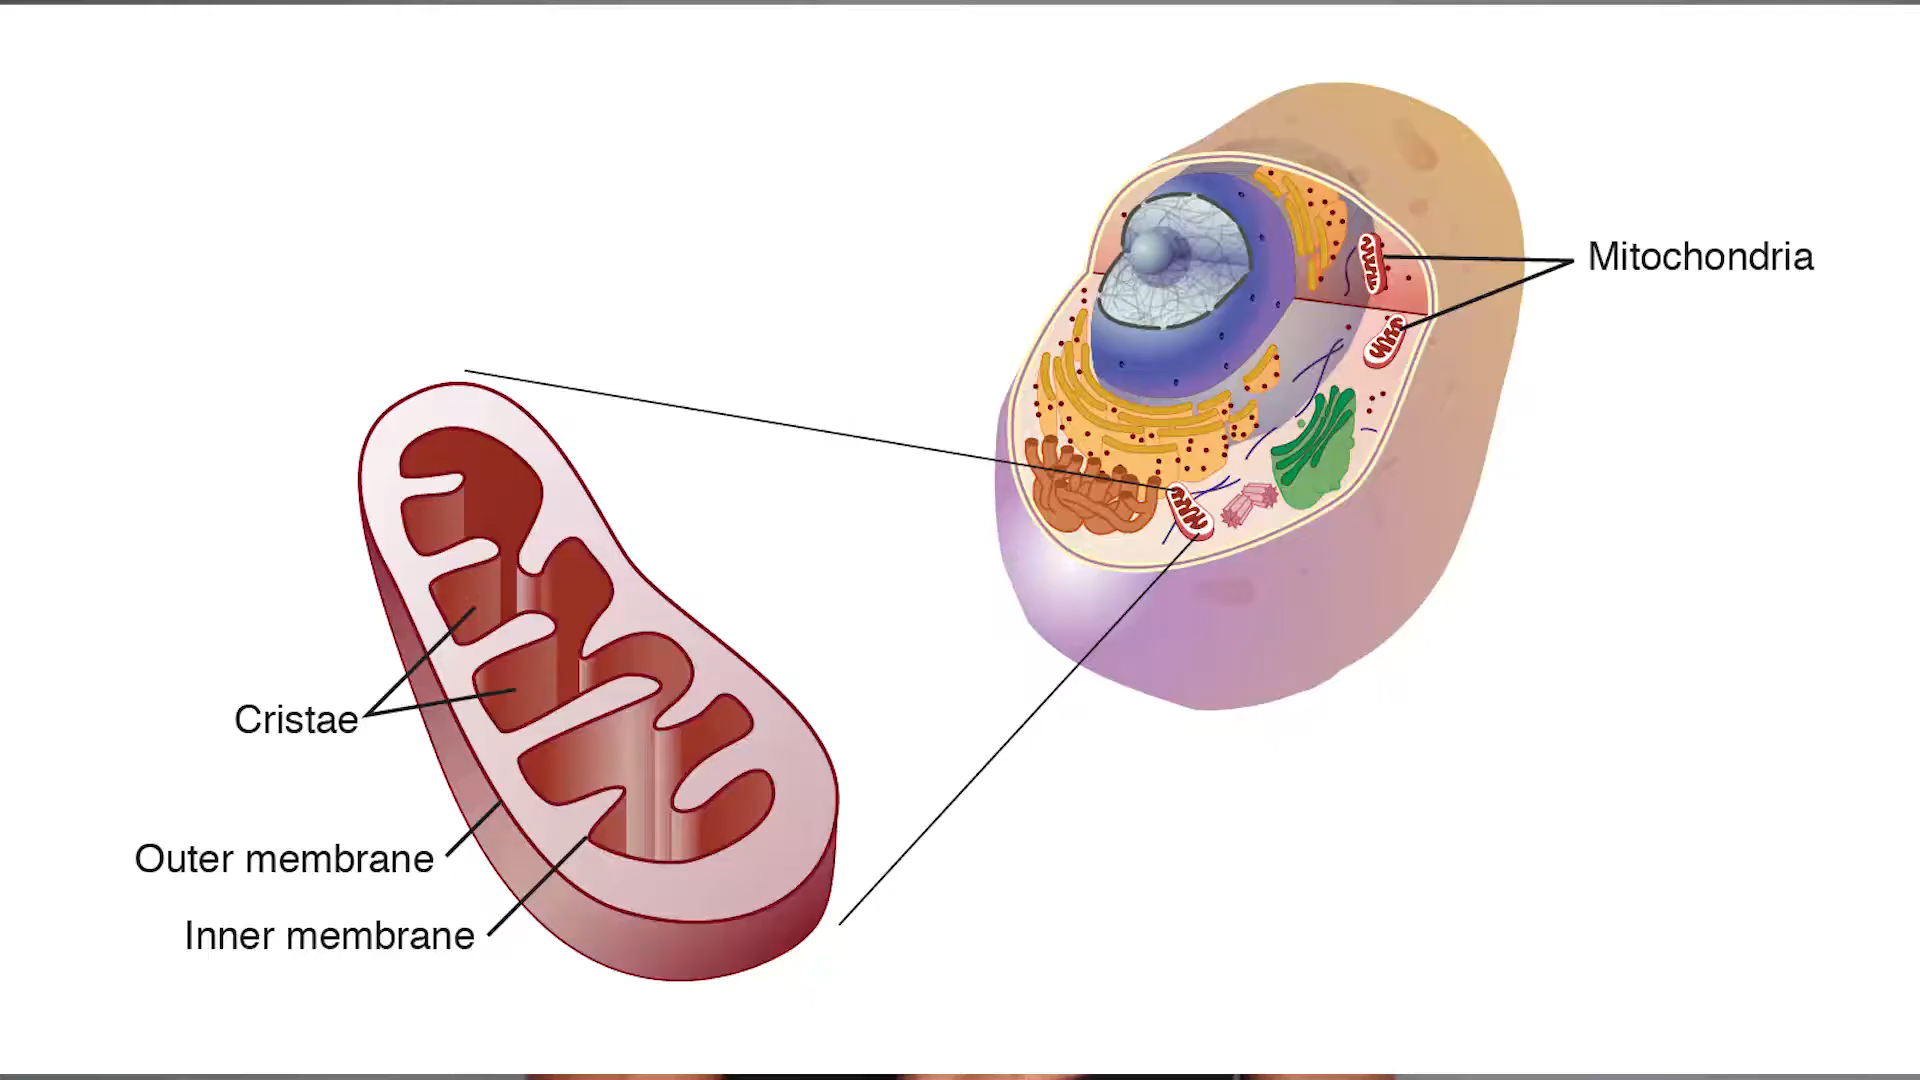 Mitochondria
Cristae
Outer membrane
Inner membrane